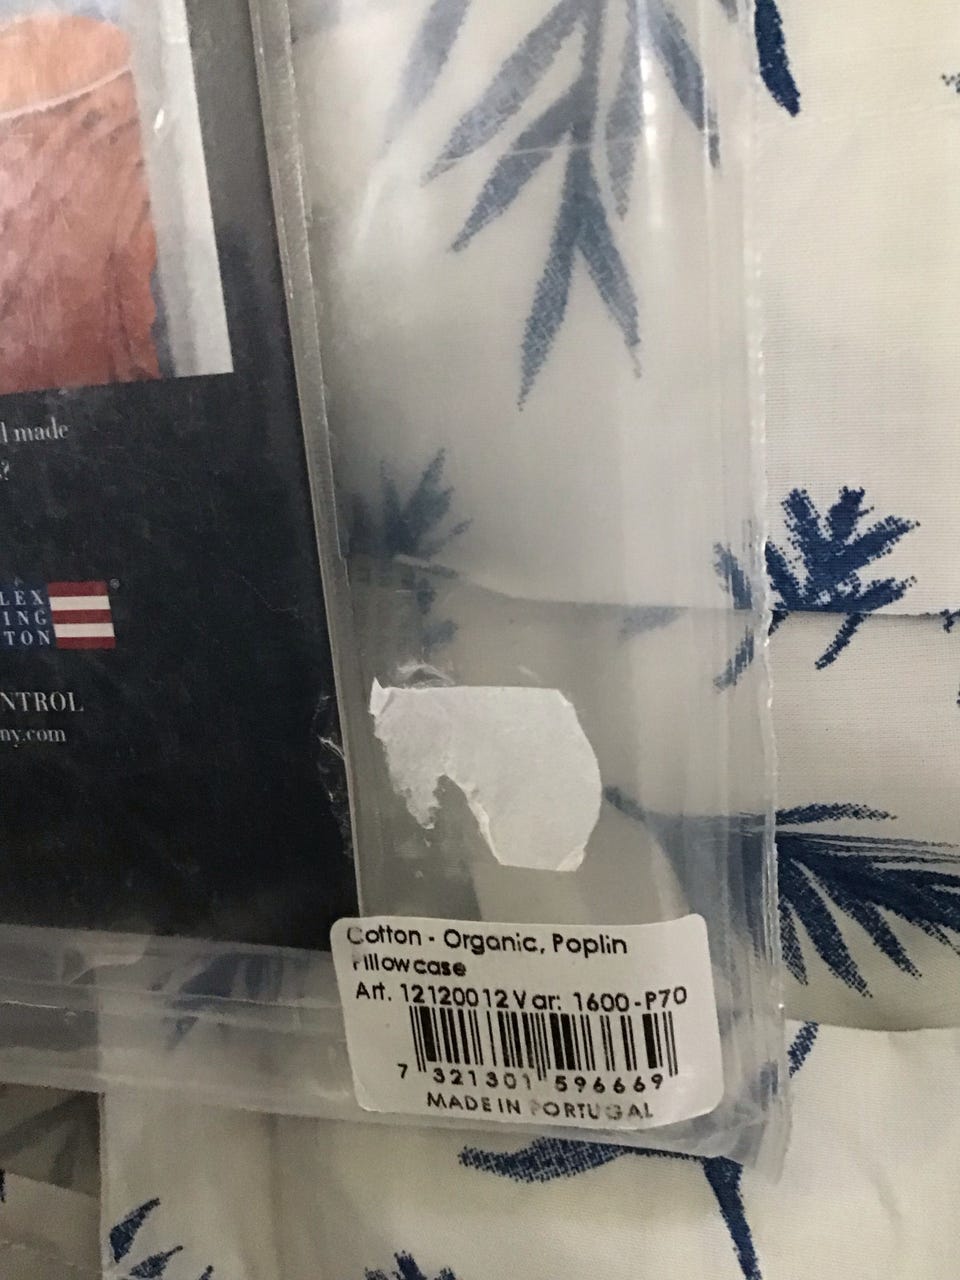 made
?
LEX
ING
TON
®
NTROL
ny.com
Cotton - Organic, Poplin
Pillowcase
Art. 12120012 Var: 1600-P70
7 321301 596669
MADE IN PORTUGAL